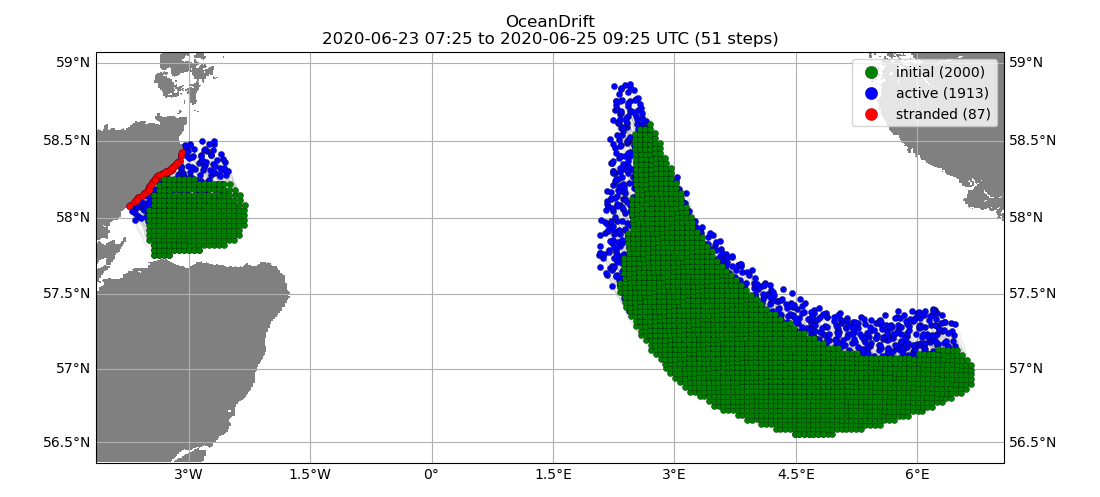 OceanDrift
2020-06-23 07:25 to 2020-06-25 09:25 UTC (51 steps)
59°N 59°N
initial (2000)
active (1913)
stranded (87)
58.5°N 58.5°N
58°N 58°N
57.5°N 57.5°N
57°N 57°N
56.5°N 56.5°N
3°W 1.5°W 0° 1.5°E 3°E 4.5°E 6°E